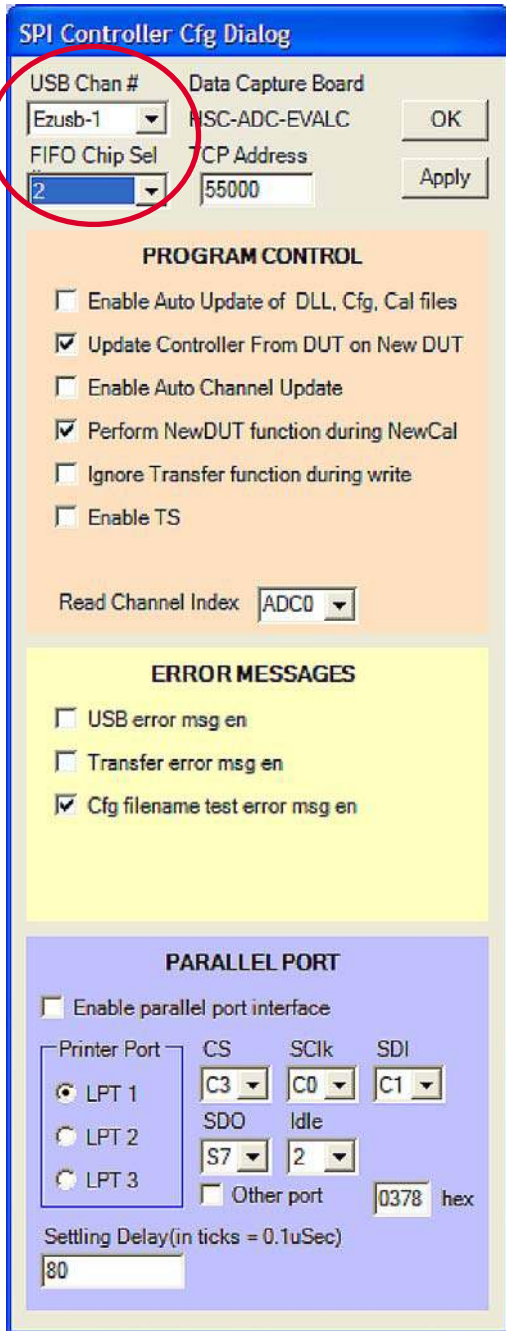 SPI Controller Cfg Dialog
USB Chan # Data Capture Board
Ezusb-1 HSC-ADC-EVALC OK
FIFO Chip Sel TCP Address
2 55000 Apply
PROGRAM CONTROL
Enable Auto Update of DLL, Cfg, Cal files
Update Controller From DUT on New DUT
Enable Auto Channel Update
Perform NewDUT function during NewCal
Ignore Transfer function during write
Enable TS
Read Channel Index ADC0
ERROR MESSAGES
USB error msg en
Transfer error msg en
Cfg filename test error msg en
PARALLEL PORT
Enable parallel port interface
Printer Port CS SClk SDI
LPT 1 C3 C0 C1
SDO Idle
LPT 2 S7 2
LPT 3 Other port 0378 hex
Settling Delay(in ticks = 0.1uSec)
80